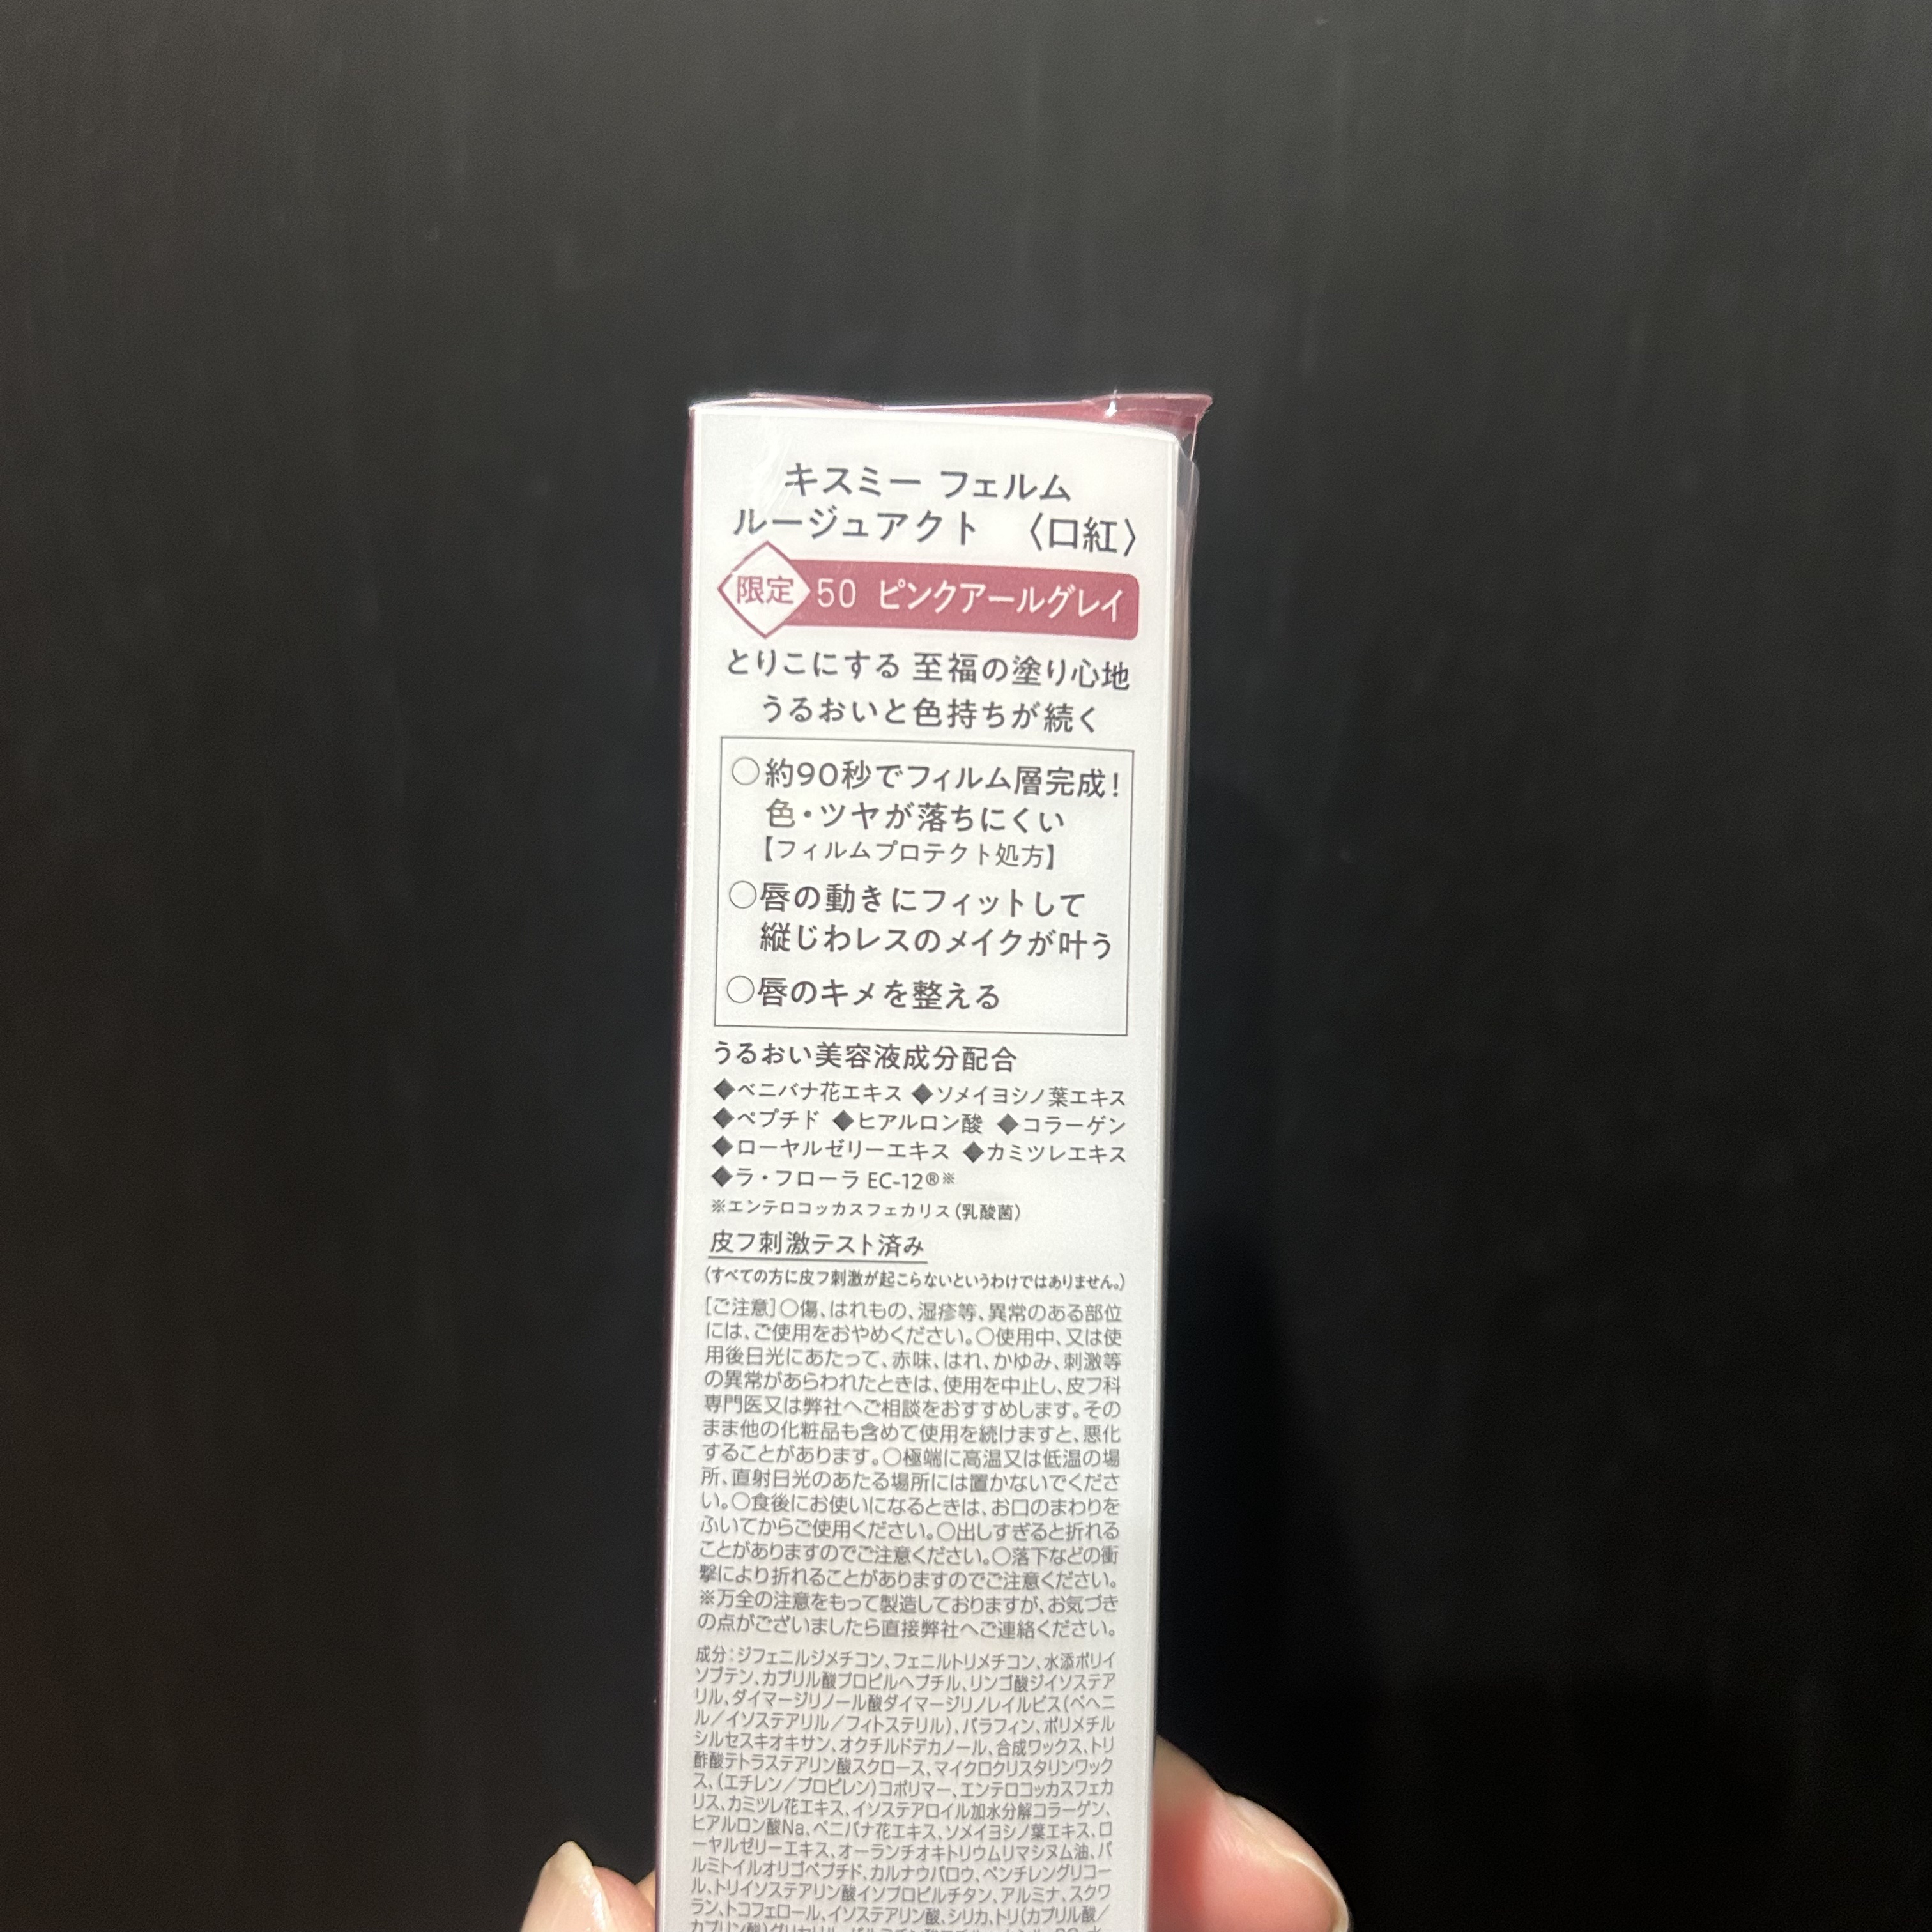 キスミー フェルム
ルージュアクト 〈口紅〉
限定 50 ピンクアールグレイ
とりこにする 至福の塗り心地
うるおいと色持ちが続く
○約90秒でフィルム層完成!
色・ツヤが落ちにくい
【フィルムプロテクト処方】
○唇の動きにフィットして
縦じわレスのメイクが叶う
○唇のキメを整える
うるおい美容液成分配合
◆ベニバナ花エキス ◆ソメイヨシノ葉エキス
◆ペプチド ◆ヒアルロン酸 ◆コラーゲン
◆ローヤルゼリーエキス ◆カミツレエキス
◆ラ・フローラ EC-12®※
※エンテロコッカスフェカリス(乳酸菌)
皮フ刺激テスト済み
(すべての方に皮フ刺激が起こらないというわけではありません。)
[ご注意]○傷、はれもの、湿疹等、異常のある部位
には、ご使用をおやめください。○使用中、又は使
用後日光にあたって、赤味、はれ、かゆみ、刺激等
の異常があらわれたときは、使用を中止し、皮フ科
専門医又は弊社へご相談をおすすめします。その
まま他の化粧品も含めて使用を続けますと、悪化
することがあります。○極端に高温又は低温の場
所、直射日光のあたる場所には置かないでくださ
い。○食後にお使いになるときは、お口のまわりを
ふいてからご使用ください。○出しすぎると折れる
ことがありますのでご注意ください。○落下などの衝
撃により折れることがありますのでご注意ください。
※万全の注意をもって製造しておりますが、お気づき
の点がございましたら直接弊社へご連絡ください。
成分:ジフェニルジメチコン、フェニルトリメチコン、水添ポリイ
ソブテン、カプリル酸プロピルヘプチル、リンゴ酸ジイソステア
リル、ダイマージリノール酸ダイマージリノレイルビス(ベヘニ
ル/イソステアリル/フィトステリル)、パラフィン、ポリメチル
シルセスキオキサン、オクチルドデカノール、合成ワックス、トリ
酢酸テトラステアリン酸スクロース、マイクロクリスタリンワック
ス、(エチレン/プロピレン)コポリマー、エンテロコッカスフェカ
リス、カミツレ花エキス、イソステアロイル加水分解コラーゲン、
ヒアルロン酸Na、ベニバナ花エキス、ソメイヨシノ葉エキス、ロ
ーヤルゼリーエキス、オーランチオキトリウムリマシヌム油、パ
ルミトイルオリゴペプチド、カルナウバロウ、ペンチレングリコー
ル、トリイソステアリン酸イソプロピルチタン、アルミナ、スクワ
ラン、トコフェロール、イソステアリン酸、シリカ、トリ(カプリル酸/
カプリン酸)グリセリル